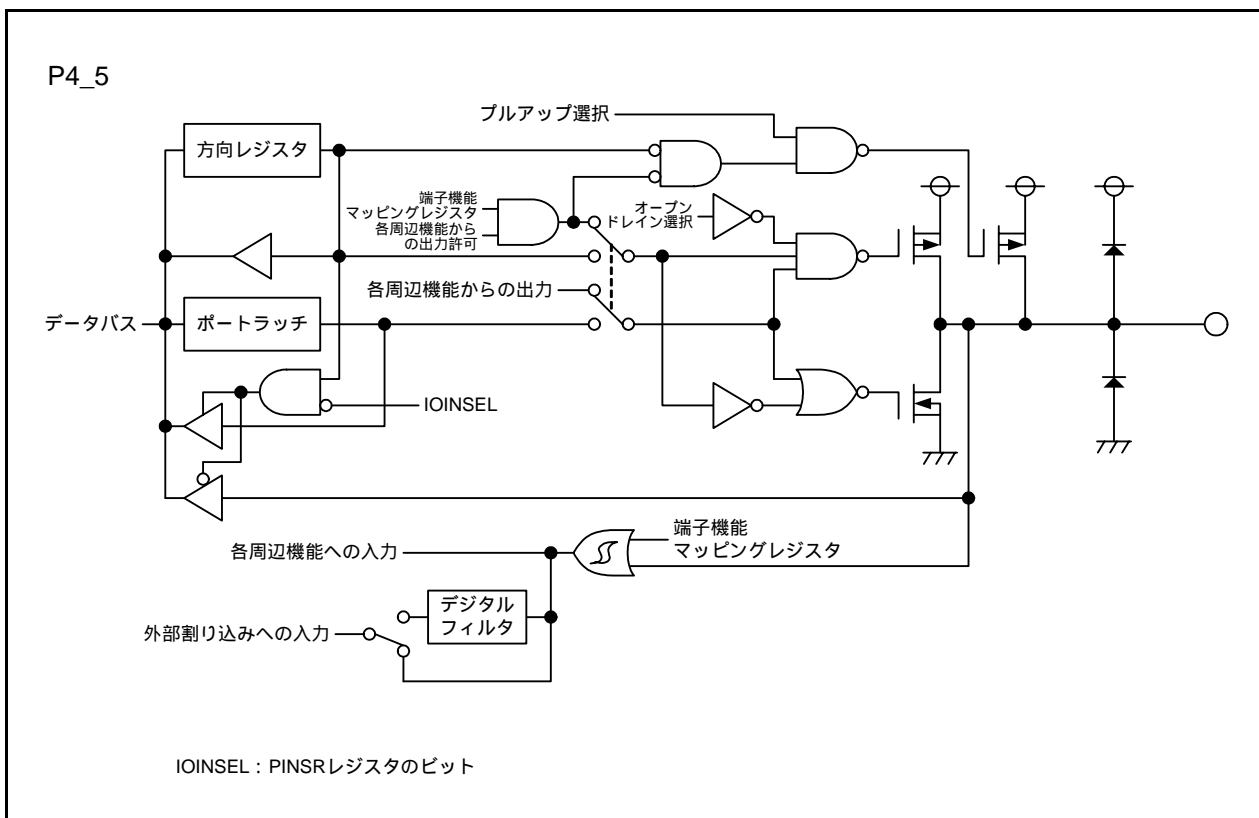 P4_5
プルアップ選択
方向レジスタ
端子機能
マッピングレジスタ
各周辺機能から
の出力許可
オープン
ドレイン選択
各周辺機能からの出力
データバス
ポートラッチ
IOINSEL
端子機能
マッピングレジスタ
各周辺機能への入力
デジタル
フィルタ
外部割り込みへの入力
IOINSEL : PINSRレジスタのビット